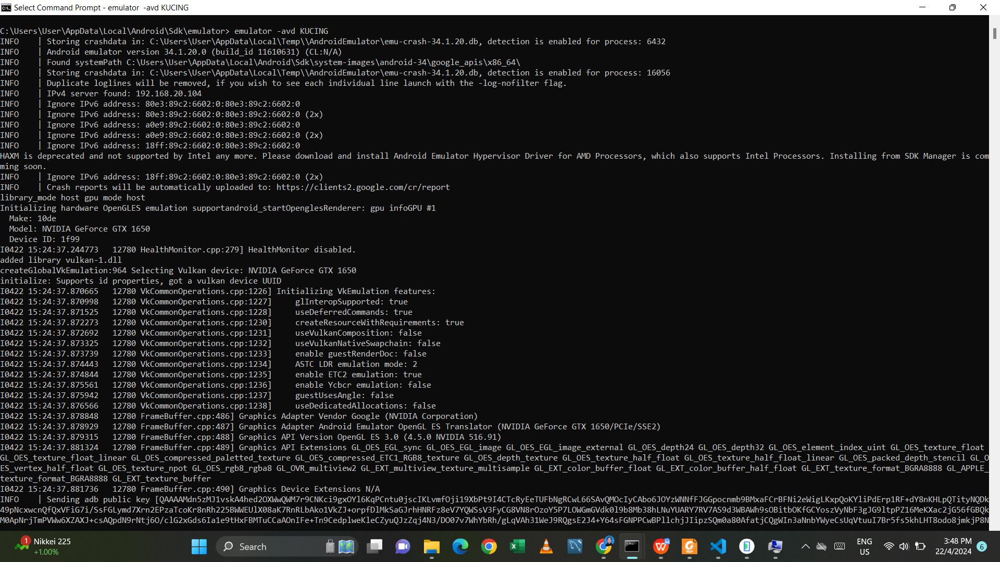 Select Command Prompt - emulator  -avd KUCING
C:\Users\User\AppData\Local\Android\Sdk\emulator> emulator -avd KUCING
INFO    | Storing crashdata in: C:\Users\User\AppData\Local\Temp\\AndroidEmulator\emu-crash-34.1.20.db, detection is enabled for process: 6432
INFO    | Android emulator version 34.1.20.0 (build_id 11610631) (CL:N/A)
INFO    | Found systemPath C:\Users\User\AppData\Local\Android\Sdk\system-images\android-34\google_apis\x86_64\
INFO    | Storing crashdata in: C:\Users\User\AppData\Local\Temp\\AndroidEmulator\emu-crash-34.1.20.db, detection is enabled for process: 16056
INFO    | Duplicate loglines will be removed, if you wish to see each individual line launch with the -log-nofilter flag.
INFO    | IPv4 server found: 192.168.20.104
INFO    | Ignore IPv6 address: 80e3:89c2:6602:0:80e3:89c2:6602:0
INFO    | Ignore IPv6 address: 80e3:89c2:6602:0:80e3:89c2:6602:0 (2x)
INFO    | Ignore IPv6 address: a0e9:89c2:6602:0:80e3:89c2:6602:0
INFO    | Ignore IPv6 address: a0e9:89c2:6602:0:80e3:89c2:6602:0 (2x)
INFO    | Ignore IPv6 address: 18ff:89c2:6602:0:80e3:89c2:6602:0
HAXM is deprecated and not supported by Intel any more. Please download and install Android Emulator Hypervisor Driver for AMD Processors, which also supports Intel Processors. Installing from SDK Manager is com
ming soon.
INFO    | Ignore IPv6 address: 18ff:89c2:6602:0:80e3:89c2:6602:0 (2x)
INFO    | Crash reports will be automatically uploaded to: https://clients2.google.com/cr/report
library_mode host gpu mode host
Initializing hardware OpenGLES emulation supportandroid_startOpenglesRenderer: gpu infoGPU #1
  Make: 10de
  Model: NVIDIA GeForce GTX 1650
  Device ID: 1f99
I0422 15:24:37.244773   12780 HealthMonitor.cpp:279] HealthMonitor disabled.
added library vulkan-1.dll
createGlobalVkEmulation:964 Selecting Vulkan device: NVIDIA GeForce GTX 1650
initialize: Supports id properties, got a vulkan device UUID
I0422 15:24:37.870665   12780 VkCommonOperations.cpp:1226] Initializing VkEmulation features:
I0422 15:24:37.870998   12780 VkCommonOperations.cpp:1227]     glInteropSupported: true
I0422 15:24:37.871525   12780 VkCommonOperations.cpp:1228]     useDeferredCommands: true
I0422 15:24:37.872273   12780 VkCommonOperations.cpp:1230]     createResourceWithRequirements: true
I0422 15:24:37.872692   12780 VkCommonOperations.cpp:1231]     useVulkanComposition: false
I0422 15:24:37.873325   12780 VkCommonOperations.cpp:1232]     useVulkanNativeSwapchain: false
I0422 15:24:37.873739   12780 VkCommonOperations.cpp:1233]     enable guestRenderDoc: false
I0422 15:24:37.874443   12780 VkCommonOperations.cpp:1234]     ASTC LDR emulation mode: 2
I0422 15:24:37.874844   12780 VkCommonOperations.cpp:1235]     enable ETC2 emulation: true
I0422 15:24:37.875561   12780 VkCommonOperations.cpp:1236]     enable Ycbcr emulation: false
I0422 15:24:37.875942   12780 VkCommonOperations.cpp:1237]     guestUsesAngle: false
I0422 15:24:37.876566   12780 VkCommonOperations.cpp:1238]     useDedicatedAllocations: false
I0422 15:24:37.878848   12780 FrameBuffer.cpp:486] Graphics Adapter Vendor Google (NVIDIA Corporation)
I0422 15:24:37.878929   12780 FrameBuffer.cpp:487] Graphics Adapter Android Emulator OpenGL ES Translator (NVIDIA GeForce GTX 1650/PCIe/SSE2)
I0422 15:24:37.879315   12780 FrameBuffer.cpp:488] Graphics API Version OpenGL ES 3.0 (4.5.0 NVIDIA 516.91)
I0422 15:24:37.881324   12780 FrameBuffer.cpp:489] Graphics API Extensions GL_OES_EGL_sync GL_OES_EGL_image GL_OES_EGL_image_external GL_OES_depth24 GL_OES_depth32 GL_OES_element_index_uint GL_OES_texture_float
GL_OES_texture_float_linear GL_OES_compressed_paletted_texture GL_OES_compressed_ETC1_RGB8_texture GL_OES_depth_texture GL_OES_texture_half_float GL_OES_texture_half_float_linear GL_OES_packed_depth_stencil GL_O
ES_vertex_half_float GL_OES_texture_npot GL_OES_rgb8_rgba8 GL_OVR_multiview2 GL_EXT_multiview_texture_multisample GL_EXT_color_buffer_float GL_EXT_color_buffer_half_float GL_EXT_texture_format_BGRA8888 GL_APPLE_
texture_format_BGRA8888 GL_EXT_texture_buffer
I0422 15:24:37.881736   12780 FrameBuffer.cpp:490] Graphics Device Extensions N/A
INFO    | Sending adb public key
1
Nikkei 225
+1.00%
Search
ENG
US
3:48 PM
22/4/2024
6